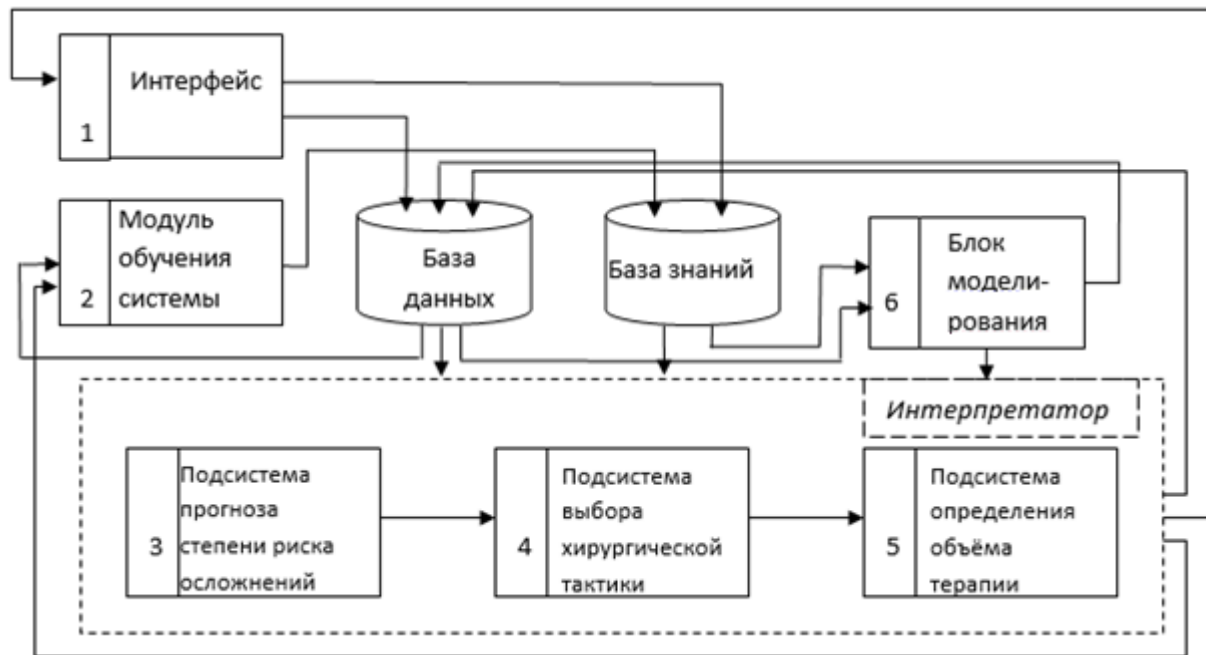 Интерфейс
1
Модуль
обучения
системы
2
База
данных
База знаний
Блок
модели-
рования
6
Интерпретатор
Подсистема
прогноза
степени риска
осложнений
3
Подсистема
выбора
хирургической
тактики
4
Подсистема
определения
объёма
терапии
5